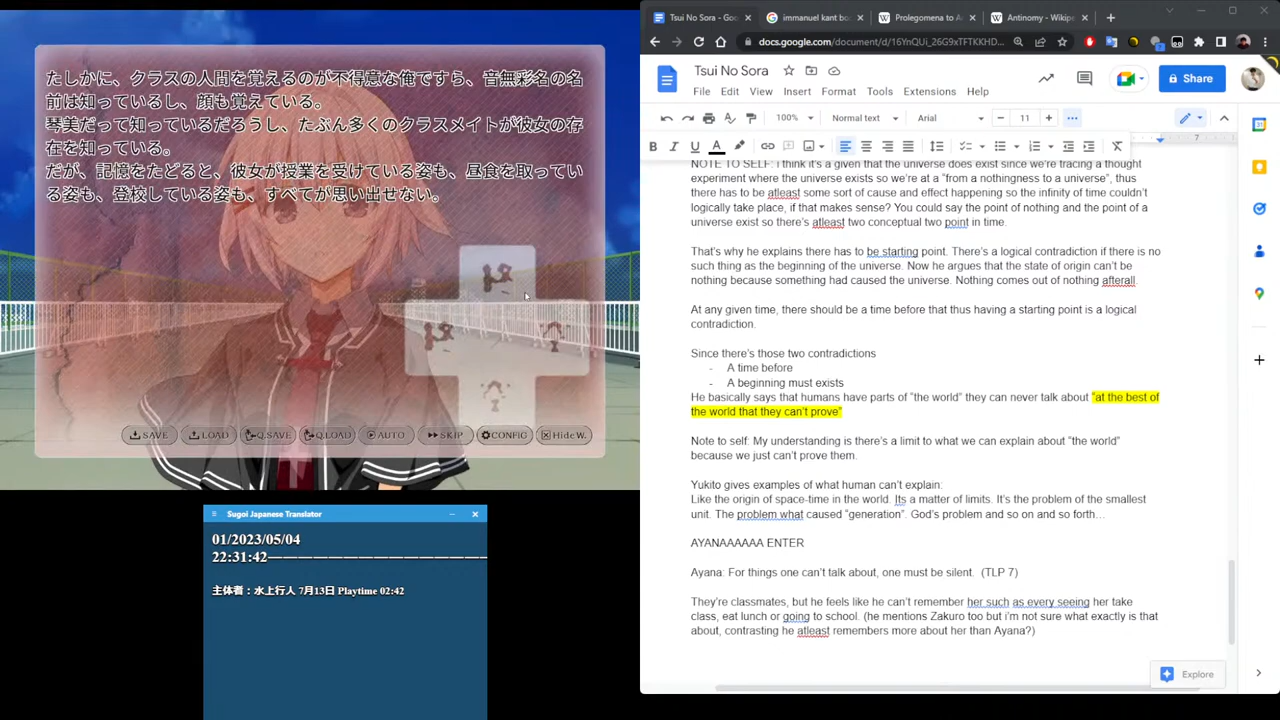 たしかに、クラスの人間を覚えるのが不得意な俺ですら、音無彩名の名
前は知っているし、顔も覚えている。
琴美だって知っているだろうし、たぶん多くのクラスメイトが彼女の存
在を知っている。
だが、記憶をたどると、彼女が授業を受けている姿も、昼食を取ってい
る姿も、登校している姿も、すべてが思い出せない。
SAVE LOAD Q.SAVE Q.LOAD AUTO SKIP CONFIG Hide W.
Sugoi Japanese Translator
01/2023/05/04
22:31:42————————————————
主体者：水上行人 7月13日 Playtime 02:42
Tsui No Sora - Goo
immanuel kant bo
Prolegomena to A
Antinomy - Wikipe
docs.google.com/document/d/16YnQUi_26G9xTFTKKHD...
Tsui No Sora
Share
File Edit View Insert Format Tools Extensions Help
100% Normal text Arial 11
7
NOTE TO SELF: i think it's a given that the universe does exist since we're tracing a thought
experiment where the universe exists so we're at a “from a nothingness to a universe”, thus
there has to be atleast some sort of cause and effect happening so the infinity of time couldn't
logically take place, if that makes sense? You could say the point of nothing and the point of a
universe exist so there's atleast two conceptual two point in time.
That's why he explains there has to be starting point. There's a logical contradiction if there is no
such thing as the beginning of the universe. Now he argues that the state of origin can't be
nothing because something had caused the universe. Nothing comes out of nothing afterall.
At any given time, there should be a time before that thus having a starting point is a logical
contradiction.
Since there's those two contradictions
- A time before
- A beginning must exists
He basically says that humans have parts of “the world” they can never talk about “at the best of
the world that they can't prove”
Note to self: My understanding is there's a limit to what we can explain about “the world”
because we just can't prove them.
Yukito gives examples of what human can't explain:
Like the origin of space-time in the world. Its a matter of limits. It's the problem of the smallest
unit. The problem what caused “generation”. God's problem and so on and so forth…
AYANAAAAAA ENTER
Ayana: For things one can't talk about, one must be silent. (TLP 7)
They're classmates, but he feels like he can't remember her such as every seeing her take
class, eat lunch or going to school. (he mentions Zakuro too but i'm not sure what exactly is that
about, contrasting he atleast remembers more about her than Ayana?)
Explore